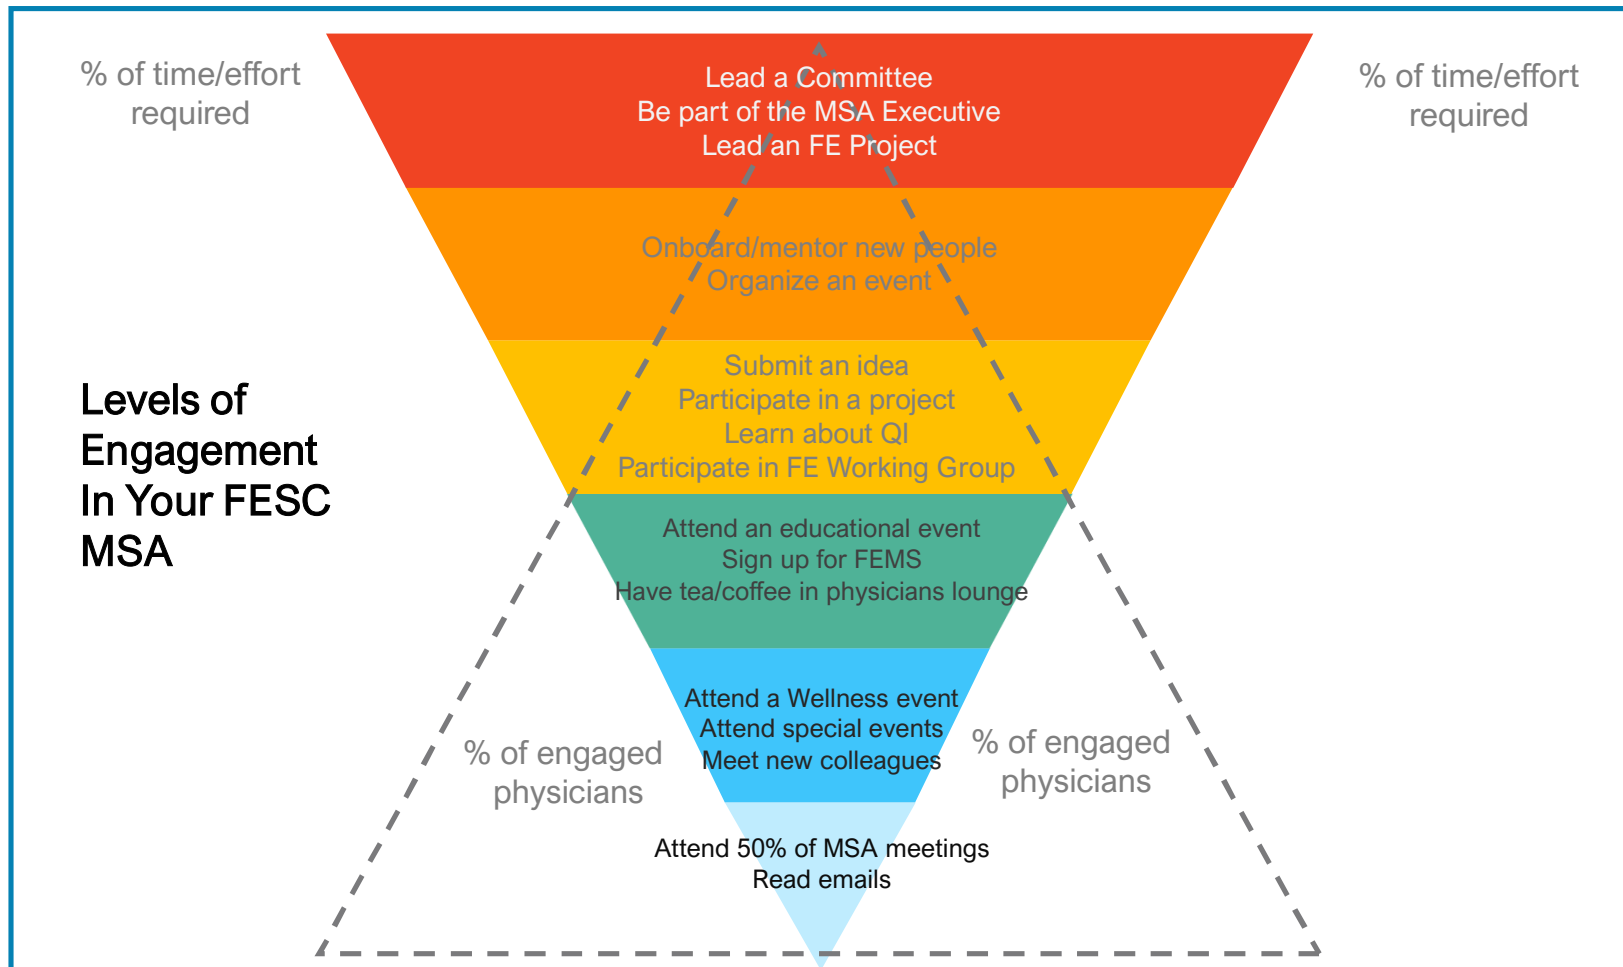 % of time/effort
required
Lead a Committee
Be part of the MSA Executive
Lead an FE Project
% of time/effort
required
Onboard/mentor new people
Organize an event
Levels of
Engagement
In Your FESC
MSA
Submit an idea
Participate in a project
Learn about QI
Participate in FE Working Group
Attend an educational event
Sign up for FEMS
Have tea/coffee in physicians lounge
Attend a Wellness event
Attend special events
Meet new colleagues
% of engaged
physicians
% of engaged
physicians
Attend 50% of MSA meetings
Read emails